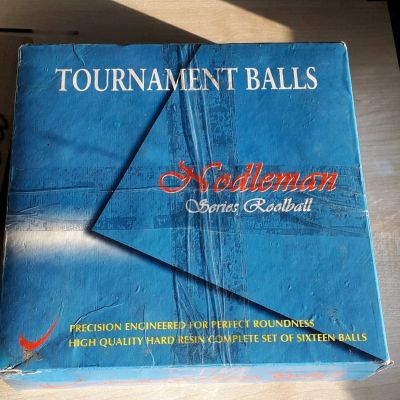 TOURNAMENT BALLS
Nodleman
Series Roolball
PRECISION ENGINEERED FOR PERFECT ROUNDNESS
HIGH QUALITY HARD RESIN COMPLETE SET OF SIXTEEN BALLS